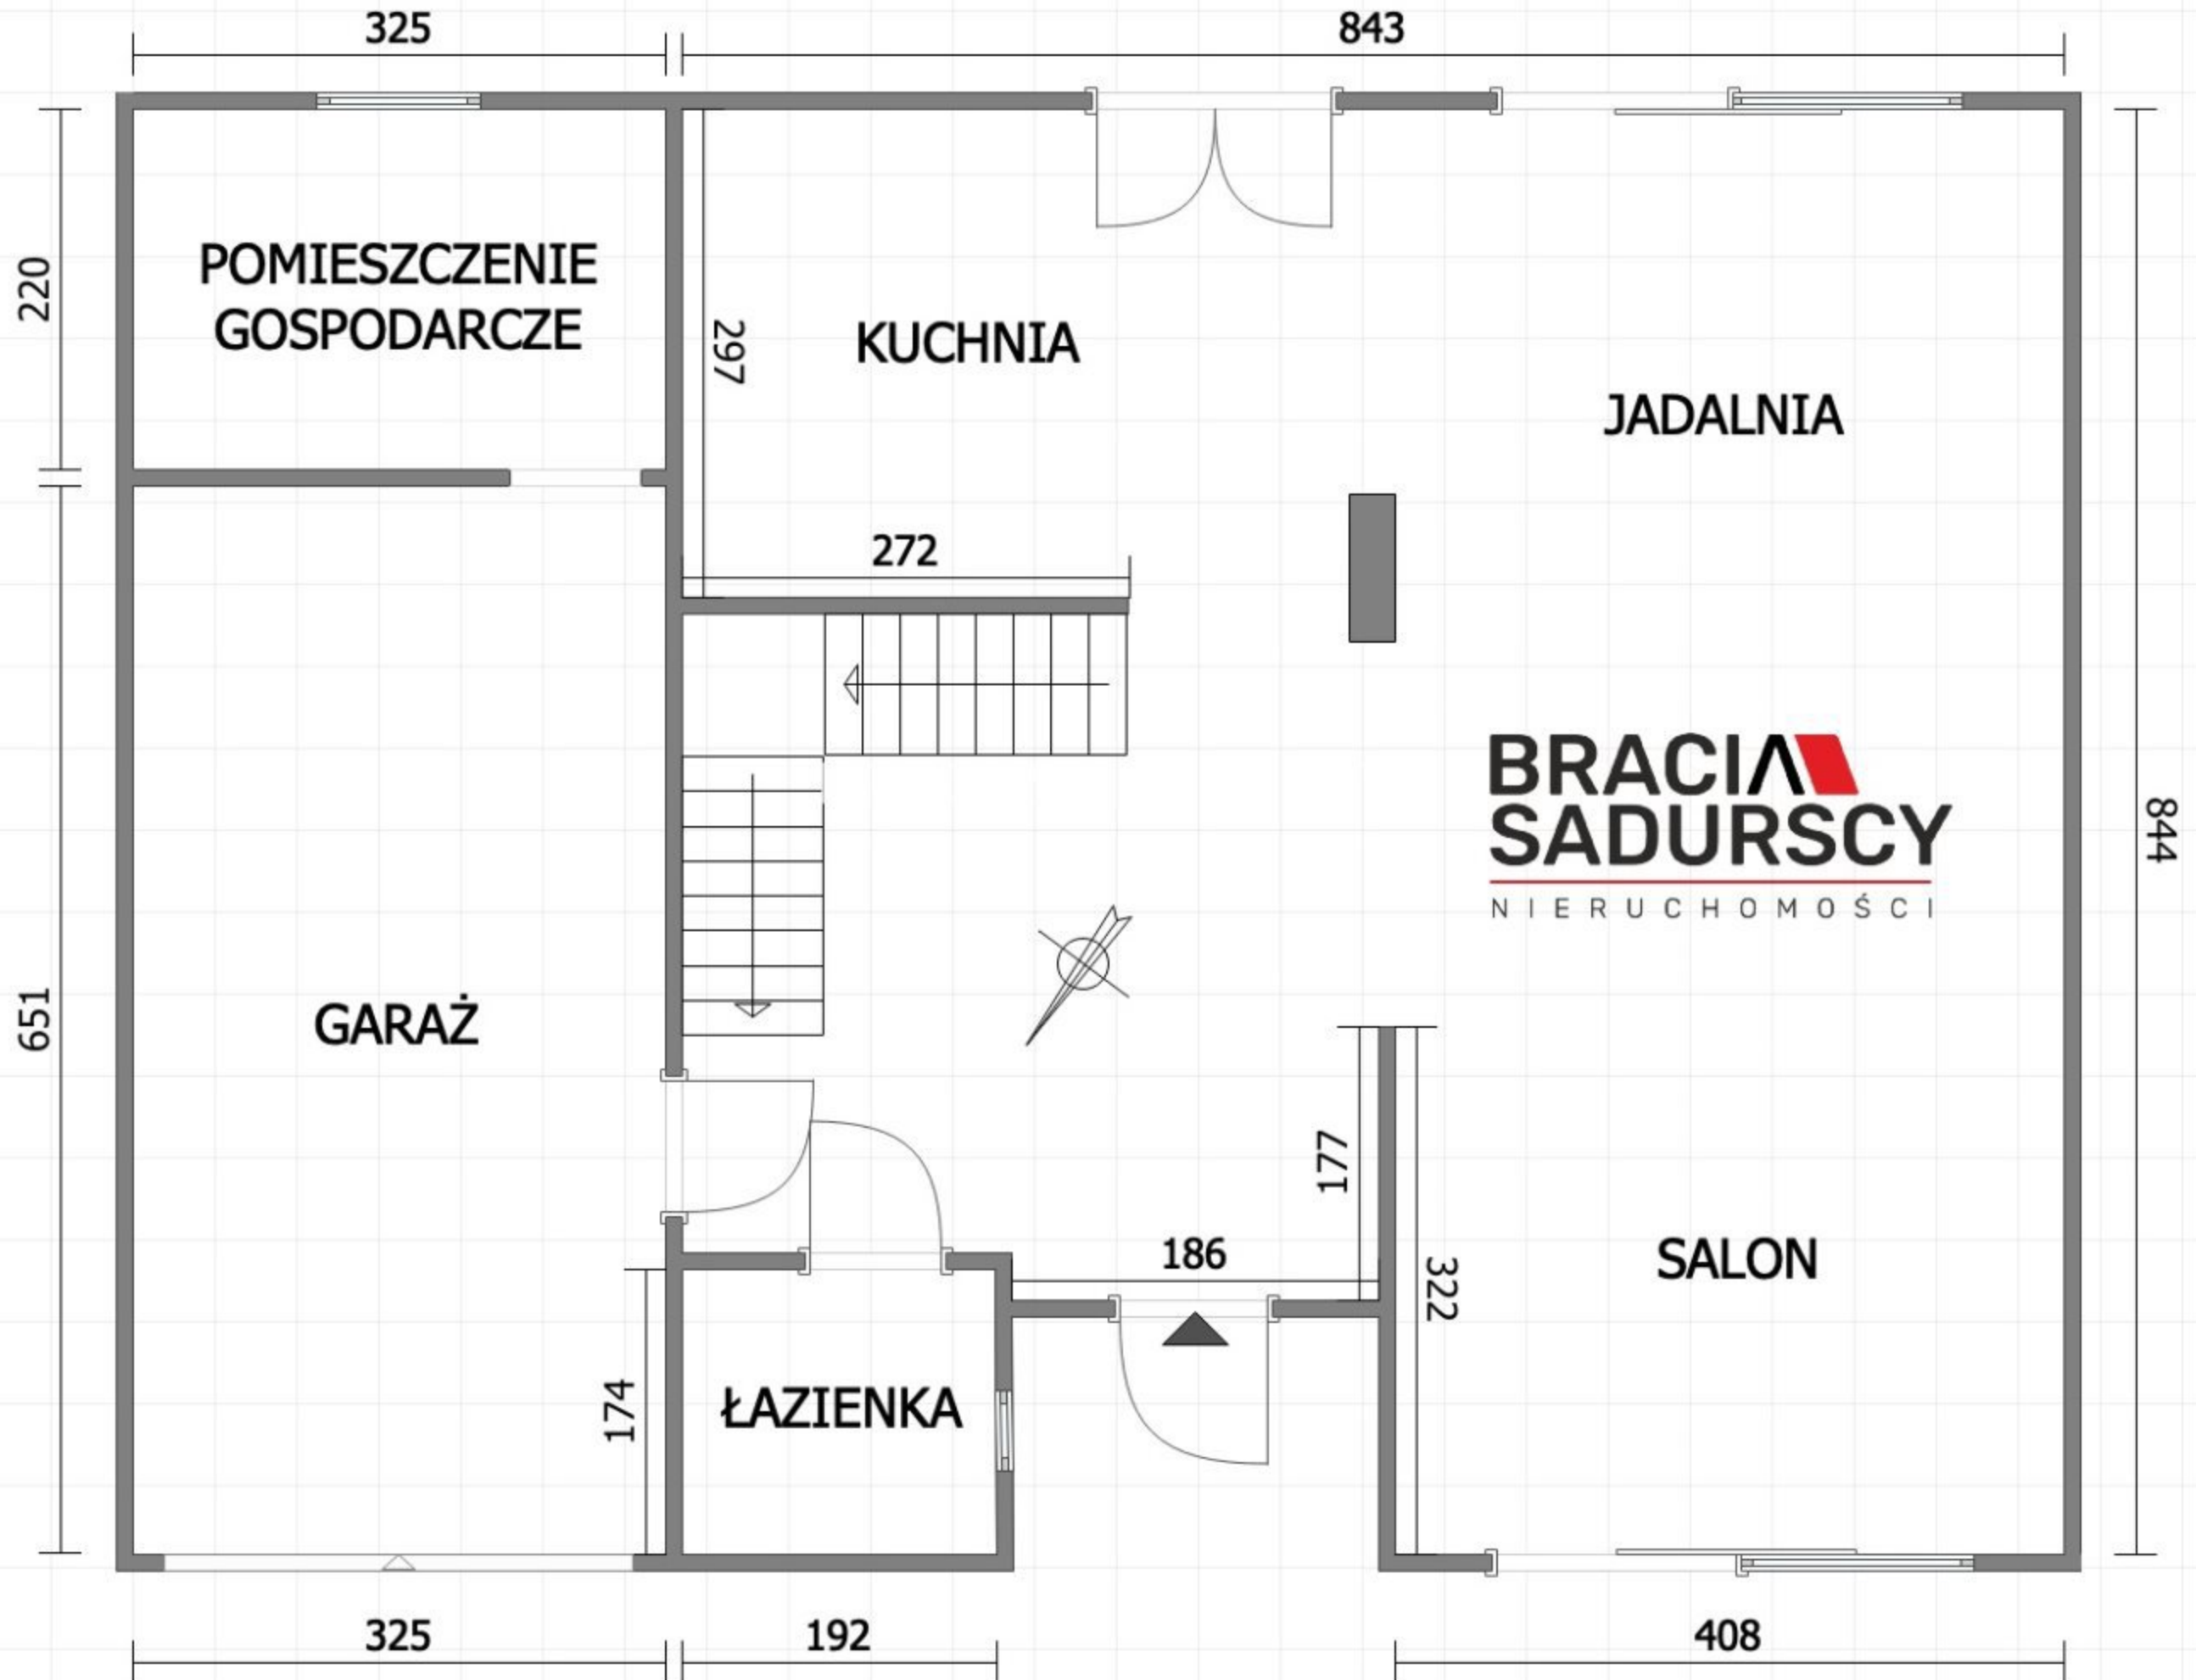 325
843
220
POMIESZCZENIE
GOSPODARCZE
297
KUCHNIA
JADALNIA
272
BRACIA
SADURSCY
NIERUCHOMOŚCI
844
651
GARAŻ
177
186
322
SALON
174
ŁAZIENKA
325
192
408